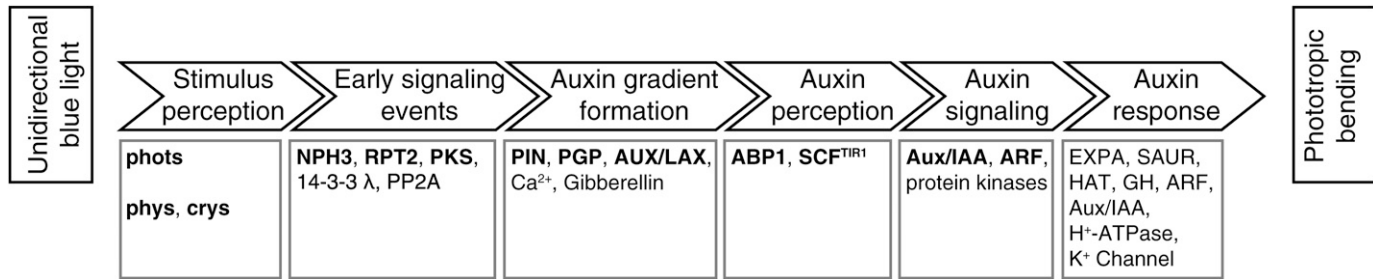 Unidirectional
blue light
Stimulus
perception
Early signaling
events
Auxin gradient
formation
Auxin
perception
Auxin
signaling
Auxin
response
Phototropic
bending
phots
phys, crys
NPH3, RPT2, PKS,
14-3-3 λ, PP2A
PIN, PGP, AUX/LAX,
Ca²⁺, Gibberellin
ABP1, SCFᵀᴵᴿ¹
Aux/IAA, ARF,
protein kinases
EXPA, SAUR,
HAT, GH, ARF,
Aux/IAA,
H⁺-ATPase,
K⁺ Channel